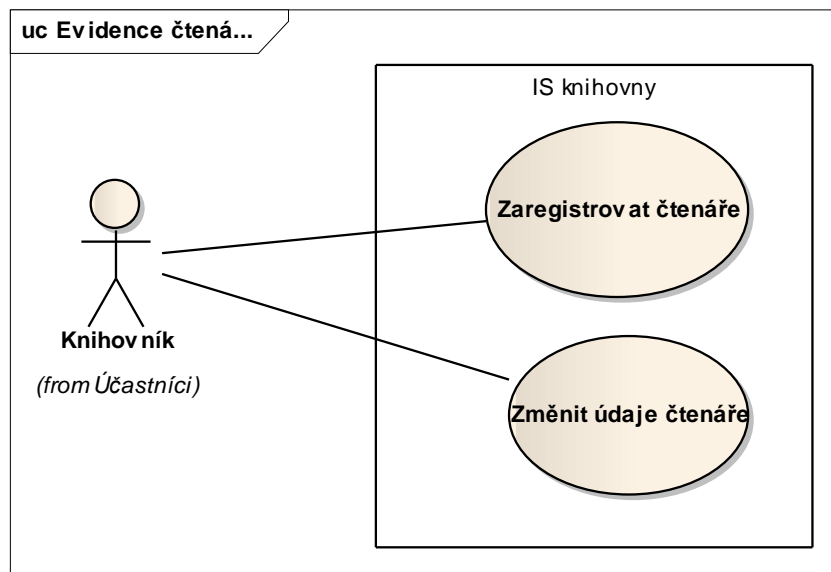 uc Evidence čtená...
IS knihovny
Zaregistrovat čtenáře
Knihovník
(from Účastníci)
Změnit údaje čtenáře